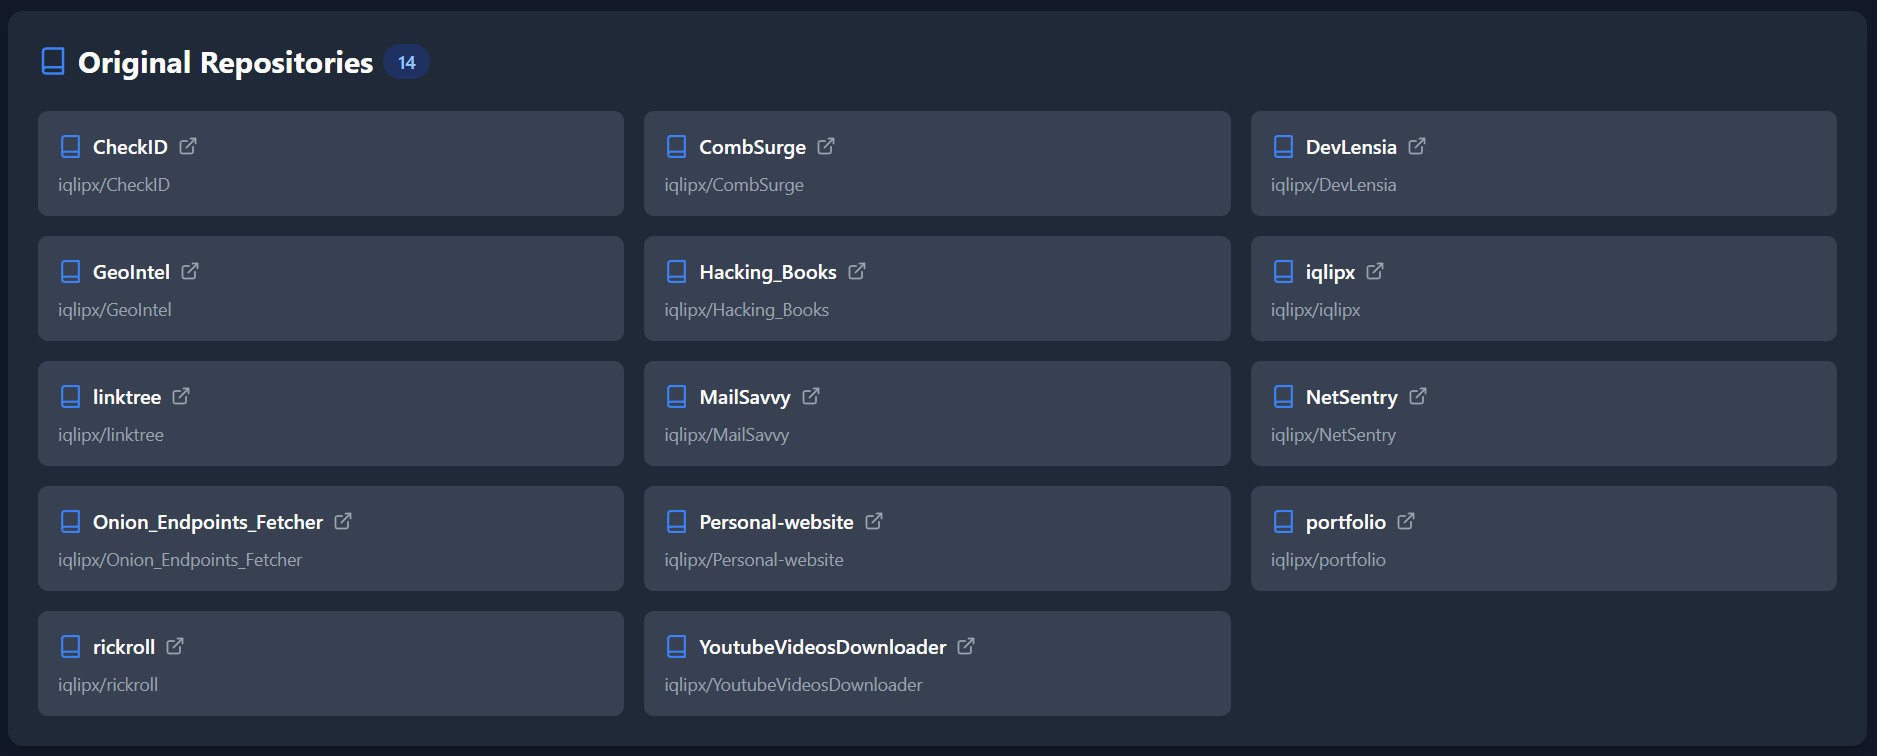 Original Repositories 14
CheckID
iqlipx/CheckID
CombSurge
iqlipx/CombSurge
DevLensia
iqlipx/DevLensia
GeoIntel
iqlipx/GeoIntel
Hacking_Books
iqlipx/Hacking_Books
iqlipx
iqlipx/iqlipx
linktree
iqlipx/linktree
MailSavvy
iqlipx/MailSavvy
NetSentry
iqlipx/NetSentry
Onion_Endpoints_Fetcher
iqlipx/Onion_Endpoints_Fetcher
Personal-website
iqlipx/Personal-website
portfolio
iqlipx/portfolio
rickroll
iqlipx/rickroll
YoutubeVideosDownloader
iqlipx/YoutubeVideosDownloader